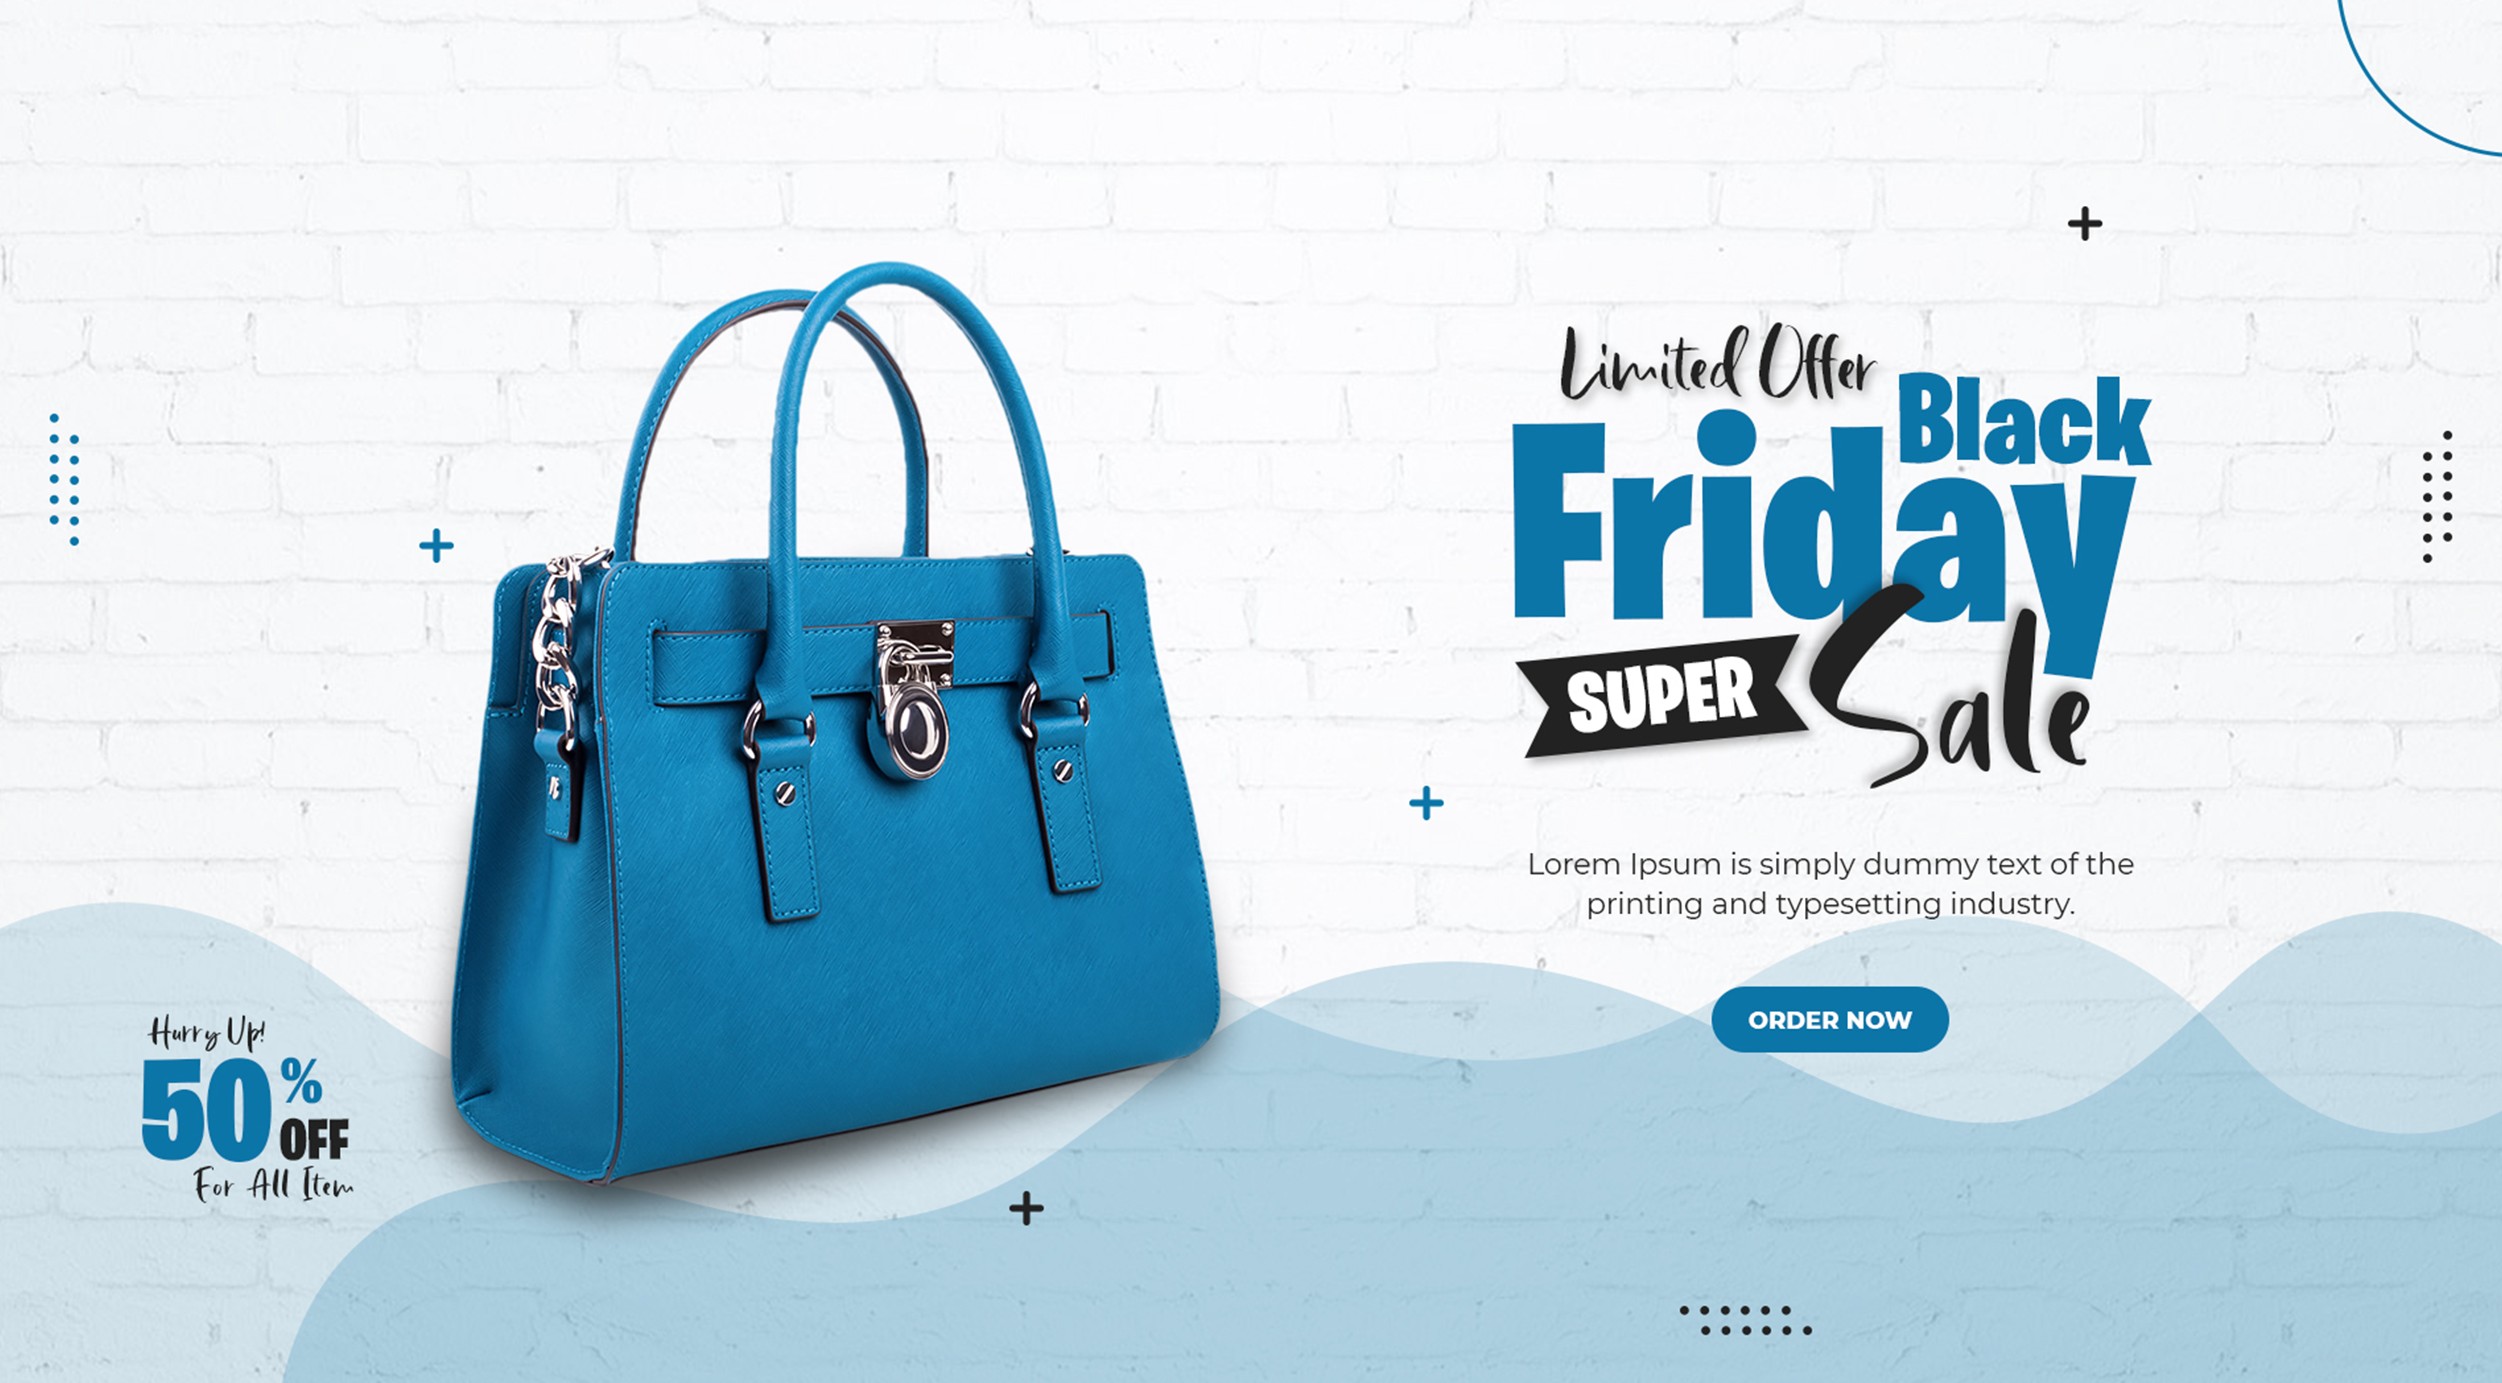 Limited Offer
Black
Friday
SUPER Sale
Lorem Ipsum is simply dummy text of the
printing and typesetting industry.
ORDER NOW
Hurry Up!
50%
OFF
For All Item